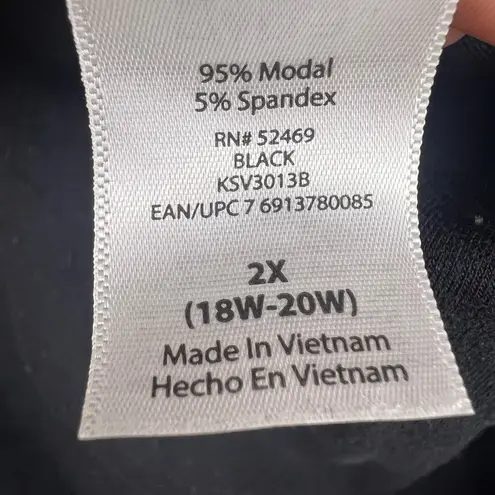 95% Modal
5% Spandex
RN# 52469
BLACK
KSV3013B
EAN/UPC 7 6913780085
2X
(18W-20W)
Made In Vietnam
Hecho En Vietnam